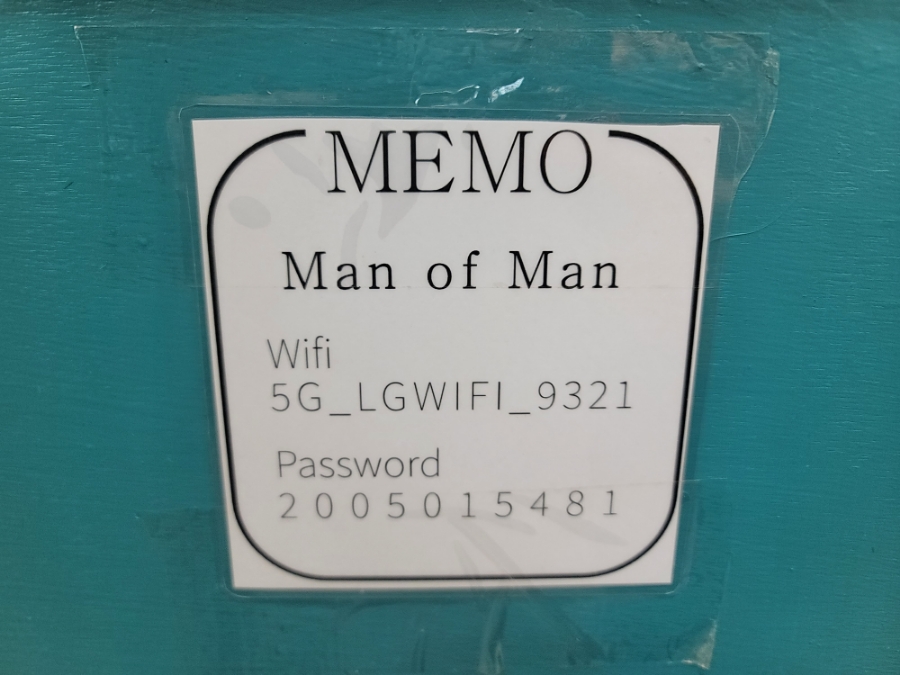 MEMO
Man of Man
Wifi
5G_LGWIFI_9321
Password
2005015481